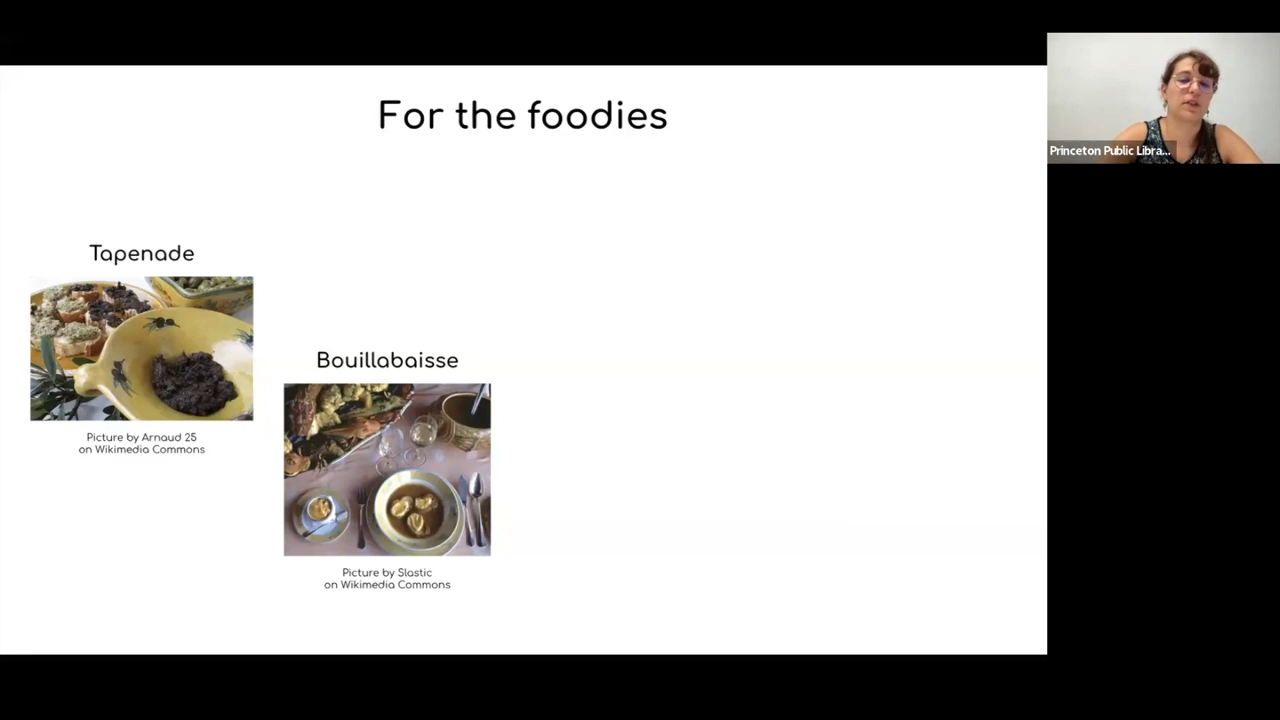 For the foodies
Princeton Public Libra...
Tapenade
Picture by Arnaud 25
on Wikimedia Commons
Bouillabaisse
Picture by Slastic
on Wikimedia Commons